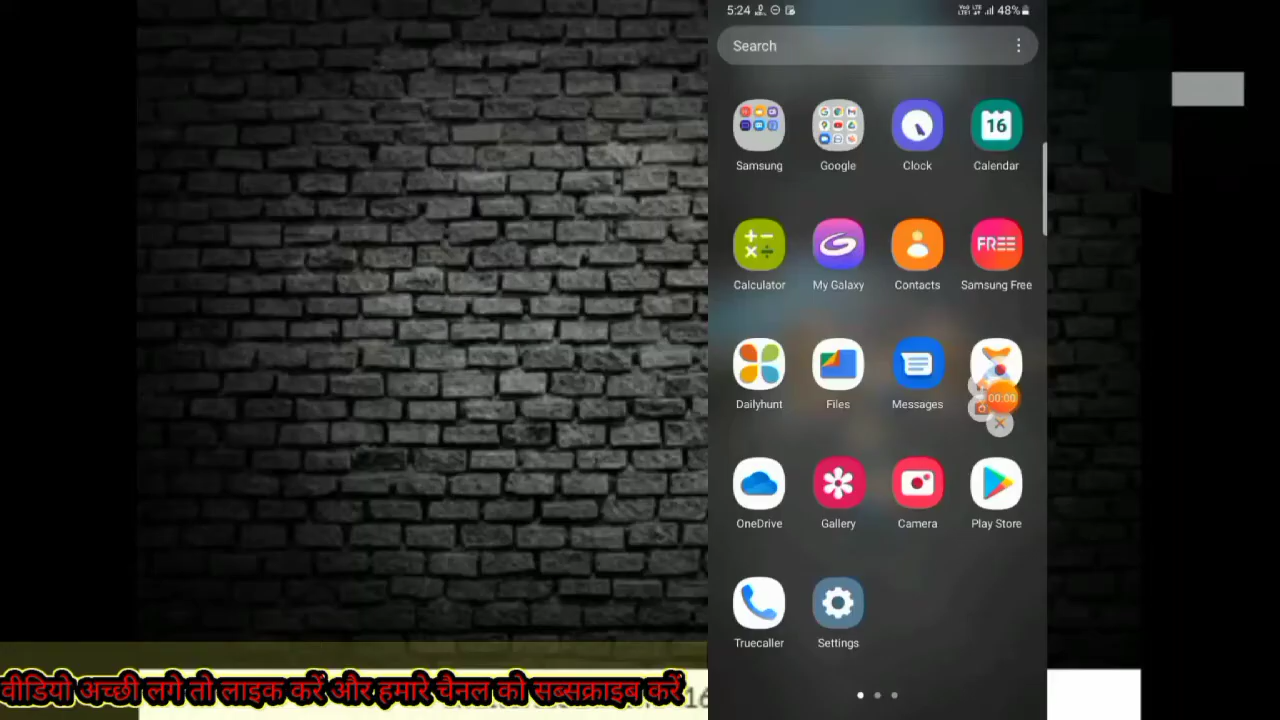 5:24
48%
Search
16
Samsung
Google
Clock
Calendar
FREE
Calculator
My Galaxy
Contacts
Samsung Free
Dailyhunt
Files
Messages
00:00
OneDrive
Gallery
Camera
Play Store
Truecaller
Settings
वीडियो अच्छी लगे तो लाइक करें और हमारे चैनल को सब्सक्राइब करें